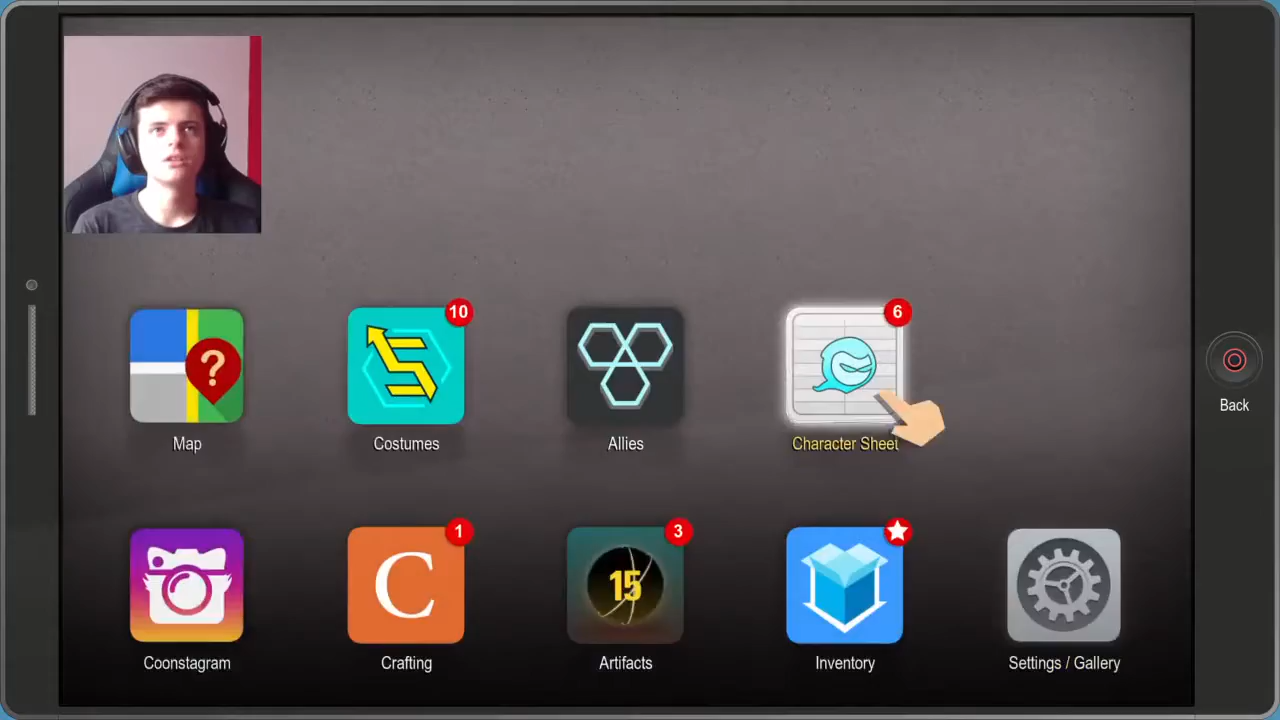 10
6
?
Map
Costumes
Allies
Character Sheet
Back
1
3
C
15
Coonstagram
Crafting
Artifacts
Inventory
Settings / Gallery